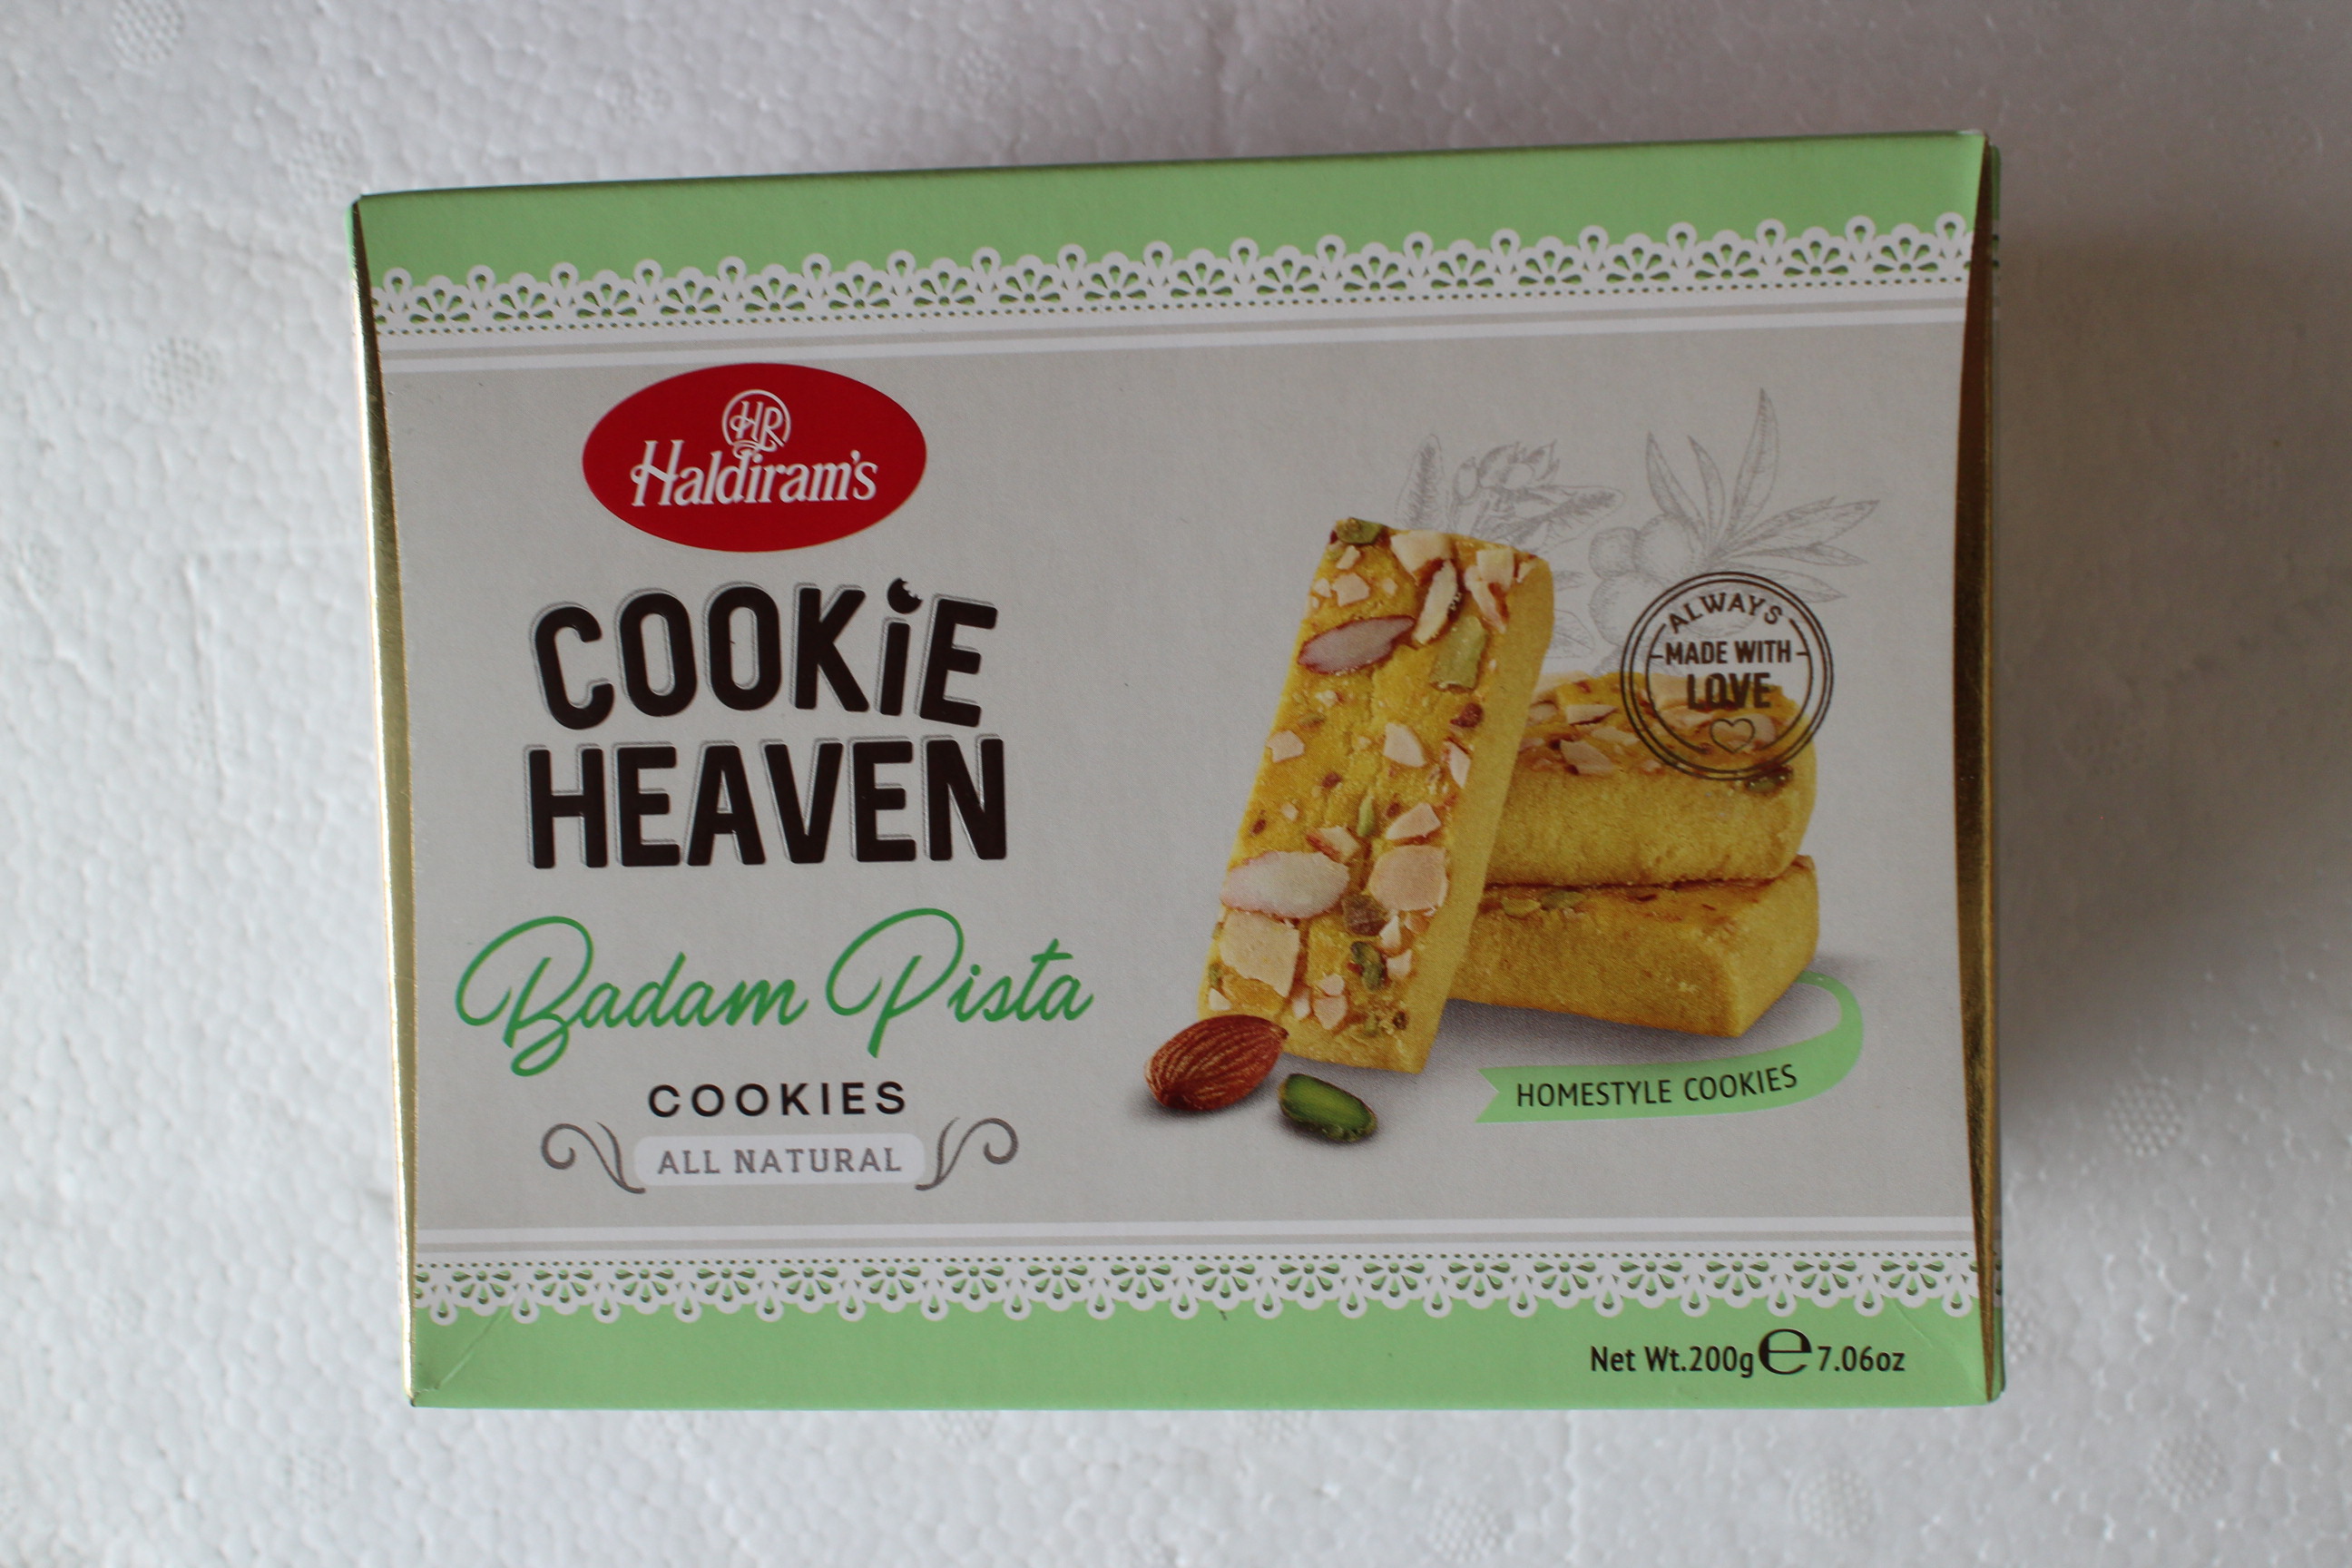 HR
Haldiram's
COOKiE
HEAVEN
Badam Pista
COOKIES
ALL NATURAL
ALWAYS
MADE WITH
LOVE
HOMESTYLE COOKIES
Net Wt.200g℮7.06oz